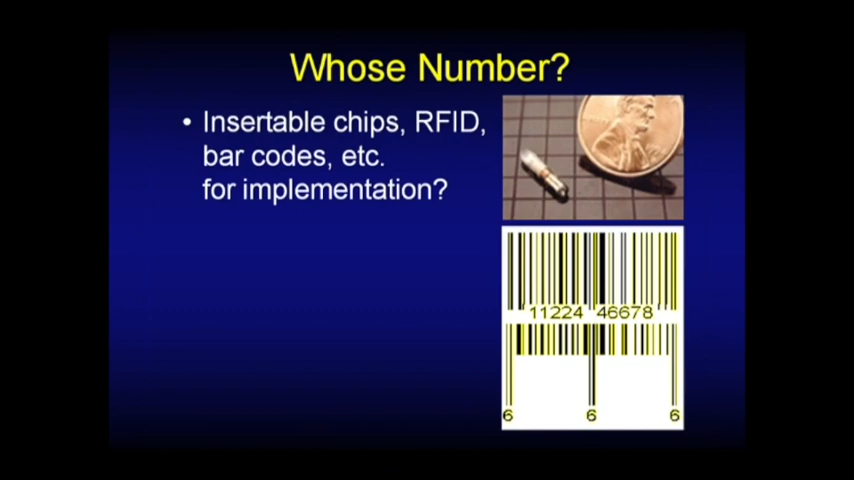 Whose Number?
• Insertable chips, RFID,
bar codes, etc.
for implementation?
11224 46678
6 6 6